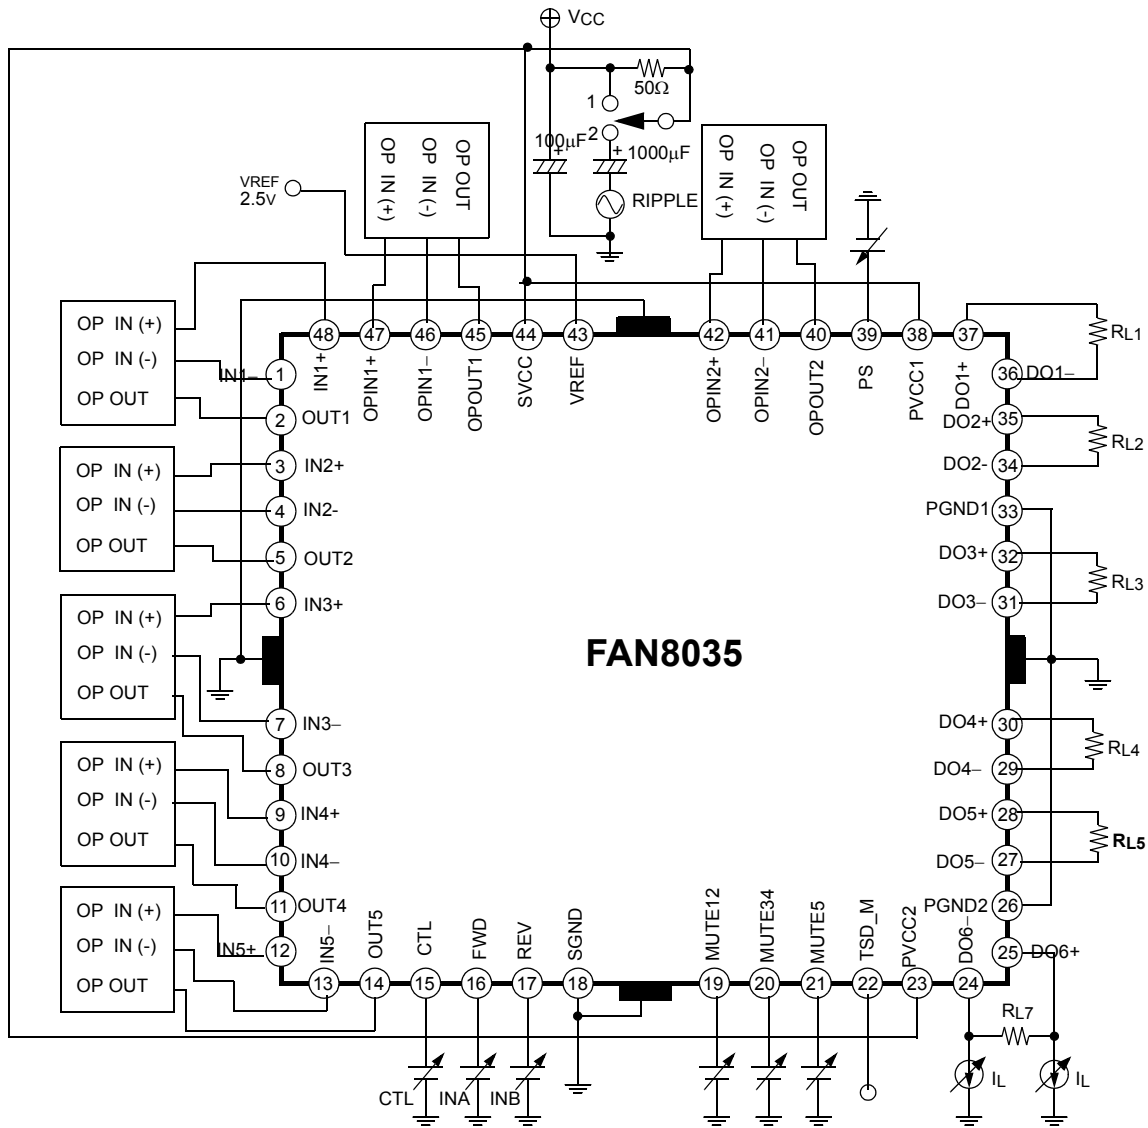 VCC
50Ω
1
2
100μF
+
+
1000μF
RIPPLE
VREF
2.5V
OP IN (+)
OP IN (-)
OP OUT
OP IN (+)
OP IN (-)
OP OUT
48
47
46
45
44
43
42
41
40
39
38
37
IN1+
OPIN1+
OPIN1−
OPOUT1
SVCC
VREF
OPIN2+
OPIN2−
OPOUT2
PS
PVCC1
DO1+
OP IN (+)
OP IN (-)
OP OUT
IN1−
1
2
OUT1
OP IN (+)
OP IN (-)
OP OUT
3
IN2+
4
IN2-
5
OUT2
OP IN (+)
OP IN (-)
OP OUT
6
IN3+
7
IN3−
8
OUT3
OP IN (+)
OP IN (-)
OP OUT
9
IN4+
10
IN4−
11
OUT4
OP IN (+)
OP IN (-)
OP OUT
IN5+
12
FAN8035
36
DO1−
RL1
DO2+
35
RL2
DO2-
34
PGND1
33
DO3+
32
RL3
DO3−
31
DO4+
30
RL4
DO4−
29
DO5+
28
RL5
DO5−
27
PGND2
26
25
DO6+
IN5−
OUT5
CTL
FWD
REV
SGND
MUTE12
MUTE34
MUTE5
TSD_M
PVCC2
DO6−
13
14
15
16
17
18
19
20
21
22
23
24
RL7
CTL
INA
INB
IL
IL